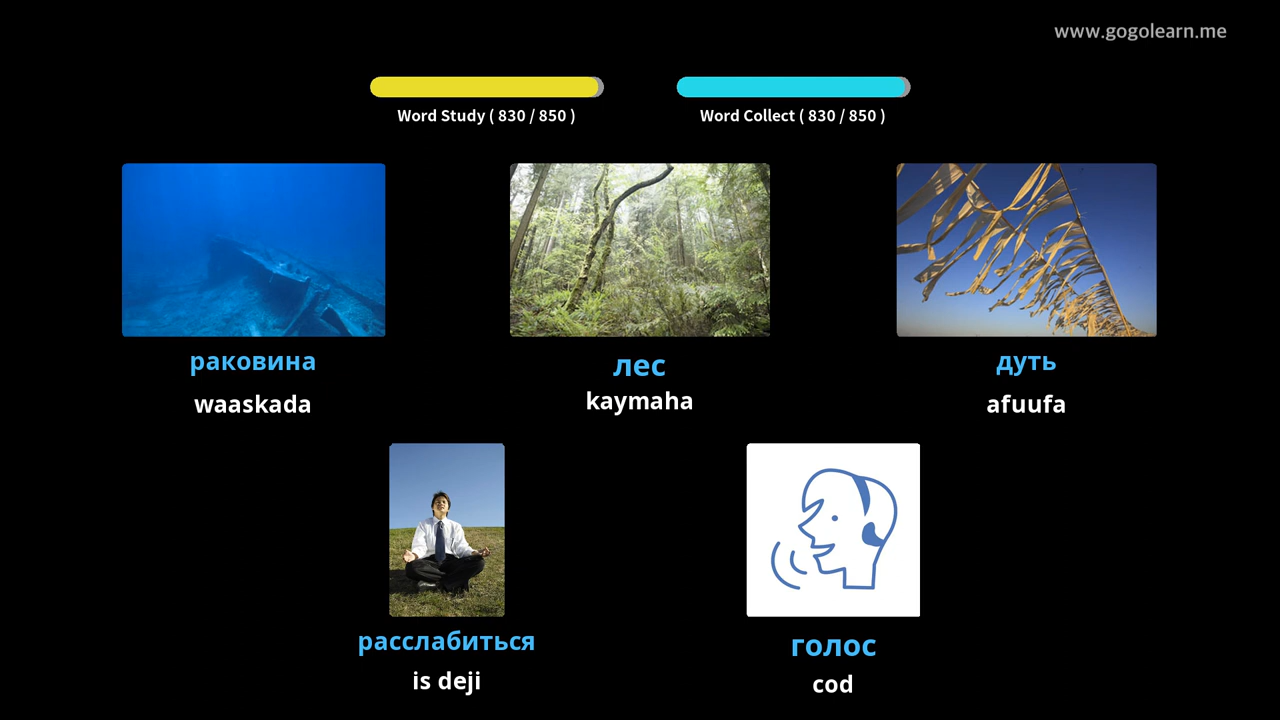 www.gogolearn.me
Word Study ( 830 / 850 )
Word Collect ( 830 / 850 )
раковина
waaskada
лес
kaymaha
дуть
afuufa
расслабиться
is deji
голос
cod